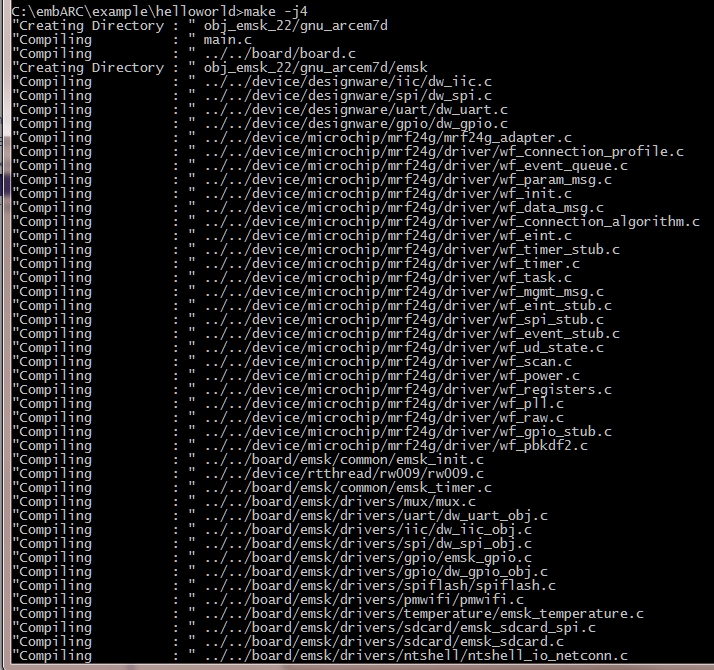 C:\embARC\example\helloworld>make -j4
"Creating Directory : " obj_emsk_22/gnu_arcem7d
"Compiling          : " main.c
"Compiling          : " ../../board/board.c
"Creating Directory : " obj_emsk_22/gnu_arcem7d/emsk
"Compiling          : " ../../device/designware/iic/dw_iic.c
"Compiling          : " ../../device/designware/spi/dw_spi.c
"Compiling          : " ../../device/designware/uart/dw_uart.c
"Compiling          : " ../../device/designware/gpio/dw_gpio.c
"Compiling          : " ../../device/microchip/mrf24g/mrf24g_adapter.c
"Compiling          : " ../../device/microchip/mrf24g/driver/wf_connection_profile.c
"Compiling          : " ../../device/microchip/mrf24g/driver/wf_event_queue.c
"Compiling          : " ../../device/microchip/mrf24g/driver/wf_param_msg.c
"Compiling          : " ../../device/microchip/mrf24g/driver/wf_init.c
"Compiling          : " ../../device/microchip/mrf24g/driver/wf_data_msg.c
"Compiling          : " ../../device/microchip/mrf24g/driver/wf_connection_algorithm.c
"Compiling          : " ../../device/microchip/mrf24g/driver/wf_eint.c
"Compiling          : " ../../device/microchip/mrf24g/driver/wf_timer_stub.c
"Compiling          : " ../../device/microchip/mrf24g/driver/wf_timer.c
"Compiling          : " ../../device/microchip/mrf24g/driver/wf_task.c
"Compiling          : " ../../device/microchip/mrf24g/driver/wf_mgmt_msg.c
"Compiling          : " ../../device/microchip/mrf24g/driver/wf_eint_stub.c
"Compiling          : " ../../device/microchip/mrf24g/driver/wf_spi_stub.c
"Compiling          : " ../../device/microchip/mrf24g/driver/wf_event_stub.c
"Compiling          : " ../../device/microchip/mrf24g/driver/wf_ud_state.c
"Compiling          : " ../../device/microchip/mrf24g/driver/wf_scan.c
"Compiling          : " ../../device/microchip/mrf24g/driver/wf_power.c
"Compiling          : " ../../device/microchip/mrf24g/driver/wf_registers.c
"Compiling          : " ../../device/microchip/mrf24g/driver/wf_pll.c
"Compiling          : " ../../device/microchip/mrf24g/driver/wf_raw.c
"Compiling          : " ../../device/microchip/mrf24g/driver/wf_gpio_stub.c
"Compiling          : " ../../device/microchip/mrf24g/driver/wf_pbkdf2.c
"Compiling          : " ../../board/emsk/common/emsk_init.c
"Compiling          : " ../../device/rtthread/rw009/rw009.c
"Compiling          : " ../../board/emsk/common/emsk_timer.c
"Compiling          : " ../../board/emsk/drivers/mux/mux.c
"Compiling          : " ../../board/emsk/drivers/uart/dw_uart_obj.c
"Compiling          : " ../../board/emsk/drivers/iic/dw_iic_obj.c
"Compiling          : " ../../board/emsk/drivers/spi/dw_spi_obj.c
"Compiling          : " ../../board/emsk/drivers/gpio/emsk_gpio.c
"Compiling          : " ../../board/emsk/drivers/gpio/dw_gpio_obj.c
"Compiling          : " ../../board/emsk/drivers/spiflash/spiflash.c
"Compiling          : " ../../board/emsk/drivers/pmwifi/pmwifi.c
"Compiling          : " ../../board/emsk/drivers/temperature/emsk_temperature.c
"Compiling          : " ../../board/emsk/drivers/sdcard/emsk_sdcard_spi.c
"Compiling          : " ../../board/emsk/drivers/sdcard/emsk_sdcard.c
"Compiling          : " ../../board/emsk/drivers/ntshell/ntshell_io_netconn.c